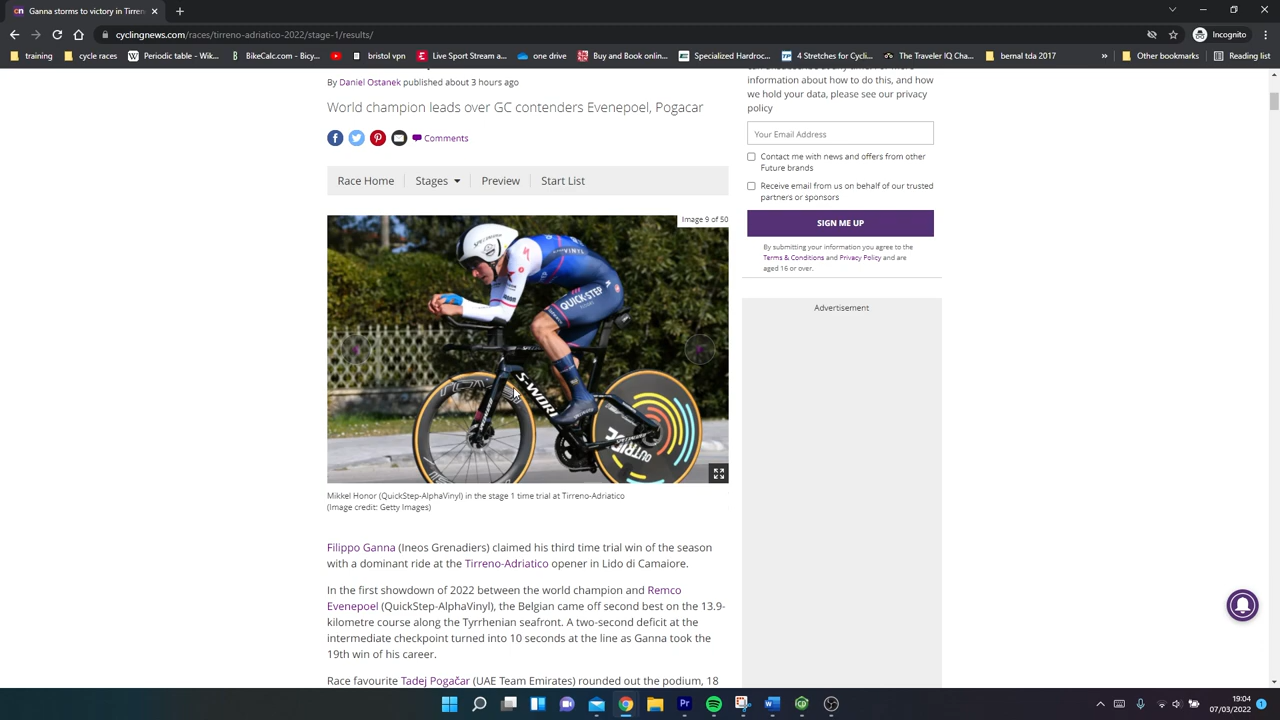 Cav victory in Tirreno
cyclingnews.com/races/tirreno-adriatico-2022/stage-1/results/
Incognito
training
cycle races
Periodic table - Wik...
BikeCalc.com - Bicy...
bristol vpn
Live Sport Stream a...
one drive
Buy and Book onlin...
Specialized Hardroc...
4 Stretches for Cycli...
The Traveler IQ Cha...
bernal tda 2017
»
Other bookmarks
Reading list
By Daniel Ostanek published about 3 hours ago
World champion leads over GC contenders Evenepoel, Pogacar
Comments
Race Home
Stages
Preview
Start List
Image 9 of 50
SPECIALIZED
QUICK-STEP
S-WORKS
Mikkel Honor (QuickStep-AlphaVinyl) in the stage 1 time trial at Tirreno-Adriatico
(Image credit: Getty Images)
Filippo Ganna (Ineos Grenadiers) claimed his third time trial win of the season
with a dominant ride at the Tirreno-Adriatico opener in Lido di Camaiore.
In the first showdown of 2022 between the world champion and Remco
Evenepoel (QuickStep-AlphaVinyl), the Belgian came off second best on the 13.9-
kilometre course along the Tyrrhenian seafront. A two-second deficit at the
intermediate checkpoint turned into 10 seconds at the line as Ganna took the
19th win of his career.
Race favourite Tadej Pogačar (UAE Team Emirates) rounded out the podium, 18
information about how to do this, and how
we hold your data, please see our privacy
policy
Your Email Address
Contact me with news and offers from other
Future brands
Receive email from us on behalf of our trusted
partners or sponsors
SIGN ME UP
By submitting your information you agree to the
Terms & Conditions and Privacy Policy and are
aged 16 or over.
Advertisement
19:04
07/03/2022